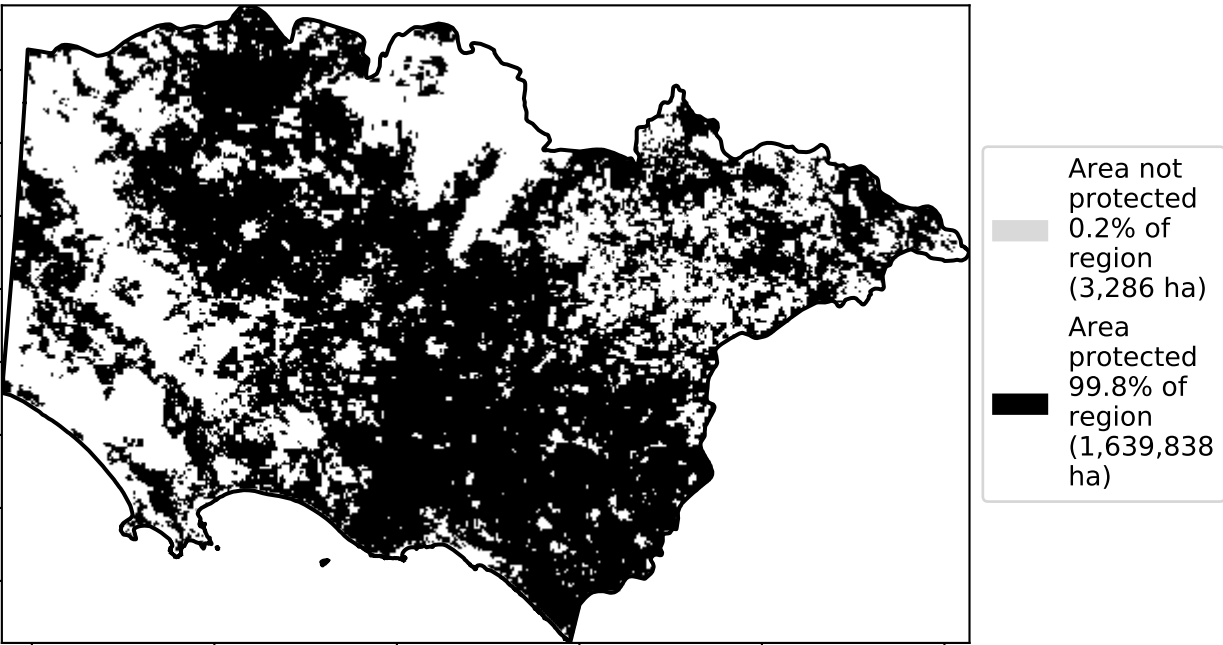 Area not
protected
0.2% of
region
(3,286 ha)
Area
protected
99.8% of
region
(1,639,838
ha)